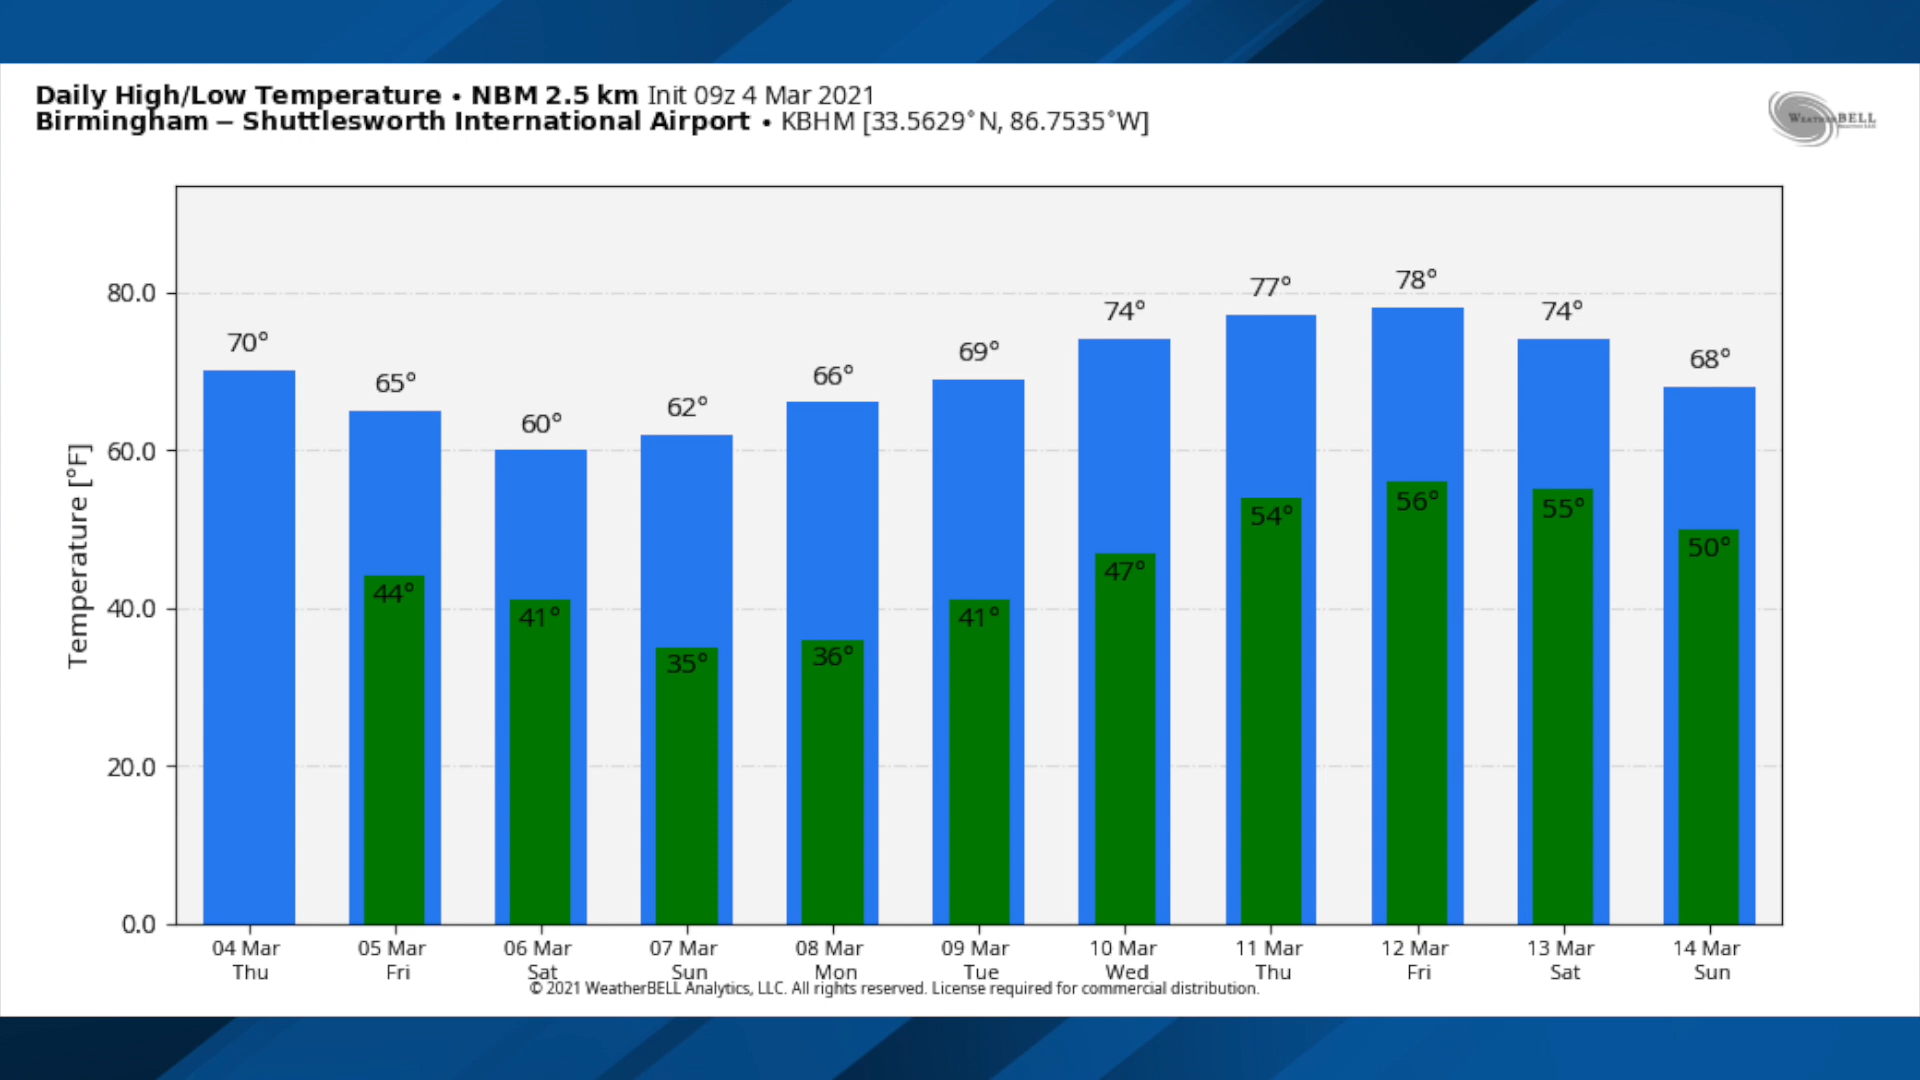 Daily High/Low Temperature • NBM 2.5 km Init 09z 4 Mar 2021
Birmingham – Shuttlesworth International Airport • KBHM [33.5629°N, 86.7535°W]
WEATHERBELL
Temperature [°F]
80.0
60.0
40.0
20.0
0.0
70° 65° 60° 62° 66° 69° 74° 77° 78° 74° 68°
44° 41° 35° 36° 41° 47° 54° 56° 55° 50°
04 Mar 05 Mar 06 Mar 07 Mar 08 Mar 09 Mar 10 Mar 11 Mar 12 Mar 13 Mar 14 Mar
Thu Fri Sat Sun Mon Tue Wed Thu Fri Sat Sun
© 2021 WeatherBELL Analytics, LLC. All rights reserved. License required for commercial distribution.